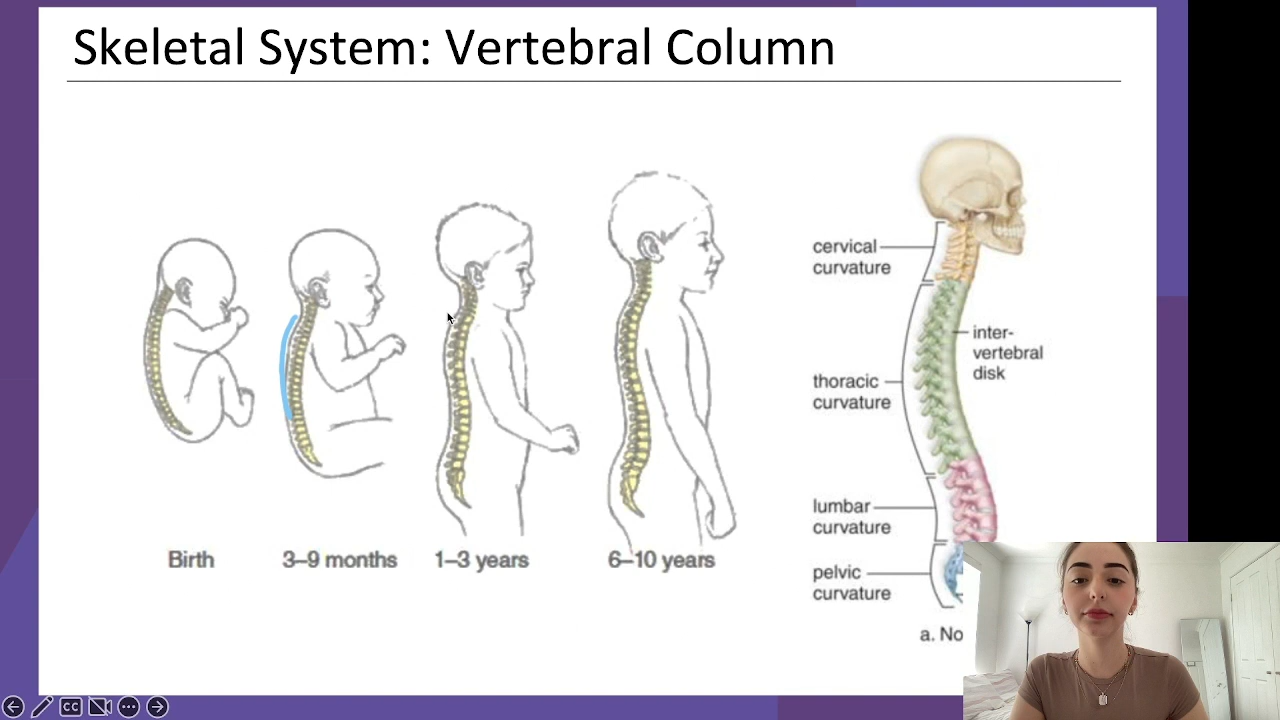 Skeletal System: Vertebral Column
cervical
curvature
inter-
vertebral
disk
thoracic
curvature
lumbar
curvature
pelvic
curvature
Birth
3–9 months
1–3 years
6–10 years
a. No
CC